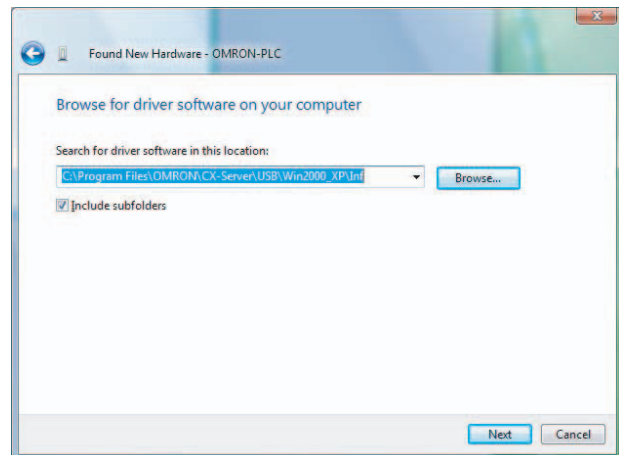 Found New Hardware - OMRON-PLC
Browse for driver software on your computer
Search for driver software in this location:
C:\Program Files\OMRON\CX-Server\USB\Win2000_XP\Inf
Browse...
Include subfolders
Next
Cancel